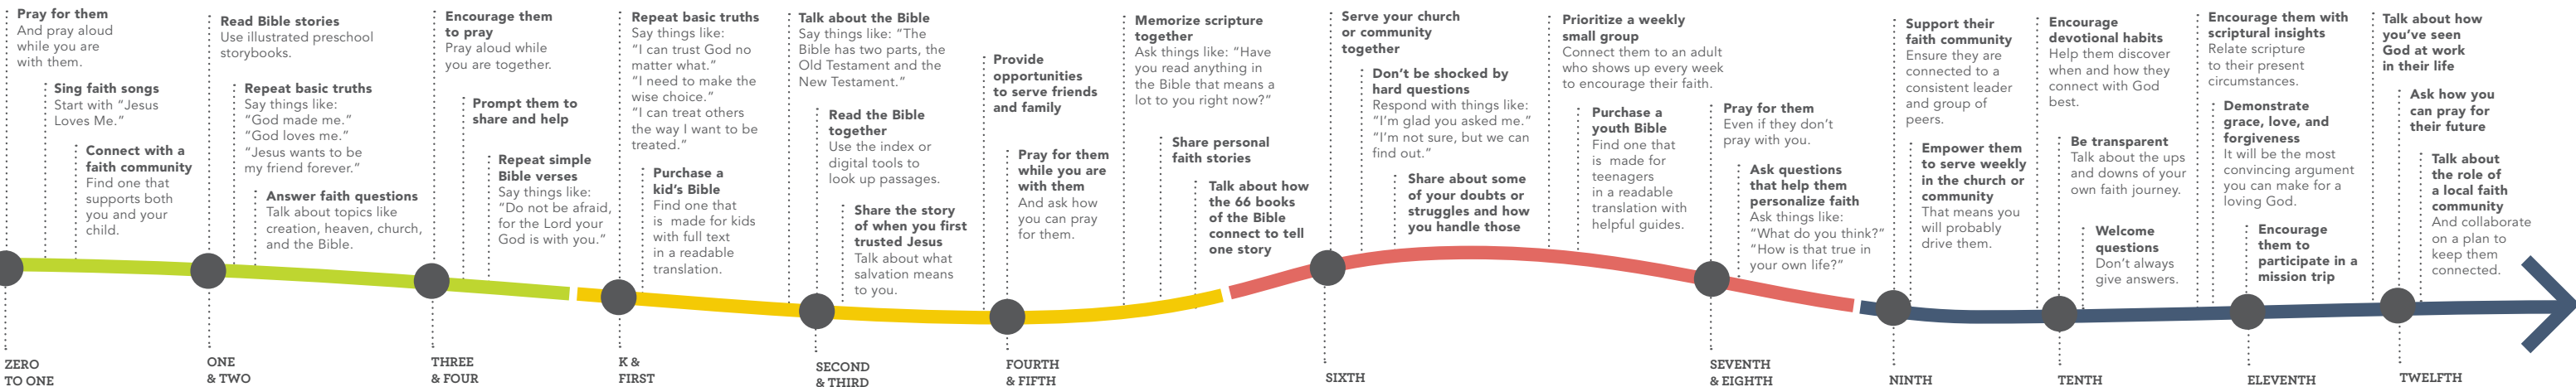 Pray for them
And pray aloud
while you are
with them.
Sing faith songs
Start with “Jesus
Loves Me.”
Connect with a
faith community
Find one that
supports both
you and your
child.
ZERO
TO ONE
Read Bible stories
Use illustrated preschool
storybooks.
Repeat basic truths
Say things like:
“God made me.”
“God loves me.”
“Jesus wants to be
my friend forever.”
Answer faith questions
Talk about topics like
creation, heaven, church,
and the Bible.
ONE
& TWO
Encourage them
to pray
Pray aloud while
you are together.
Prompt them to
share and help
Repeat simple
Bible verses
Say things like:
“Do not be afraid,
for the Lord your
God is with you.”
THREE
& FOUR
Repeat basic truths
Say things like:
“I can trust God no
matter what.”
“I need to make the
wise choice.”
“I can treat others
the way I want to be
treated.”
Purchase a
kid’s Bible
Find one that
is made for kids
with full text
in a readable
translation.
K &
FIRST
Talk about the Bible
Say things like: “The
Bible has two parts, the
Old Testament and the
New Testament.”
Read the Bible
together
Use the index or
digital tools to
look up passages.
Share the story
of when you first
trusted Jesus
Talk about what
salvation means
to you.
SECOND
& THIRD
Provide
opportunities
to serve friends
and family
Pray for them
while you are
with them
And ask how
you can pray
for them.
FOURTH
& FIFTH
Memorize scripture
together
Ask things like: “Have
you read anything in
the Bible that means a
lot to you right now?”
Share personal
faith stories
Talk about how
the 66 books
of the Bible
connect to tell
one story
Serve your church
or community
together
Don’t be shocked by
hard questions
Respond with things like:
“I’m glad you asked me.”
“I’m not sure, but we can
find out.”
Share about some
of your doubts or
struggles and how
you handle those
SIXTH
Prioritize a weekly
small group
Connect them to an adult
who shows up every week
to encourage their faith.
Purchase a
youth Bible
Find one that
is made for
teenagers
in a readable
translation with
helpful guides.
Pray for them
Even if they don’t
pray with you.
Ask questions
that help them
personalize faith
Ask things like:
“What do you think?”
“How is that true in
your own life?”
SEVENTH
& EIGHTH
Support their
faith community
Ensure they are
connected to a
consistent leader
and group of
peers.
Empower them
to serve weekly
in the church or
community
That means you
will probably
drive them.
NINTH
Encourage
devotional habits
Help them discover
when and how they
connect with God
best.
Be transparent
Talk about the ups
and downs of your
own faith journey.
Welcome
questions
Don’t always
give answers.
TENTH
Encourage them with
scriptural insights
Relate scripture
to their present
circumstances.
Demonstrate
grace, love, and
forgiveness
It will be the most
convincing argument
you can make for a
loving God.
Encourage
them to
participate in a
mission trip
ELEVENTH
Talk about how
you’ve seen
God at work
in their life
Ask how you
can pray for
their future
Talk about
the role of
a local faith
community
And collaborate
on a plan to
keep them
connected.
TWELFTH